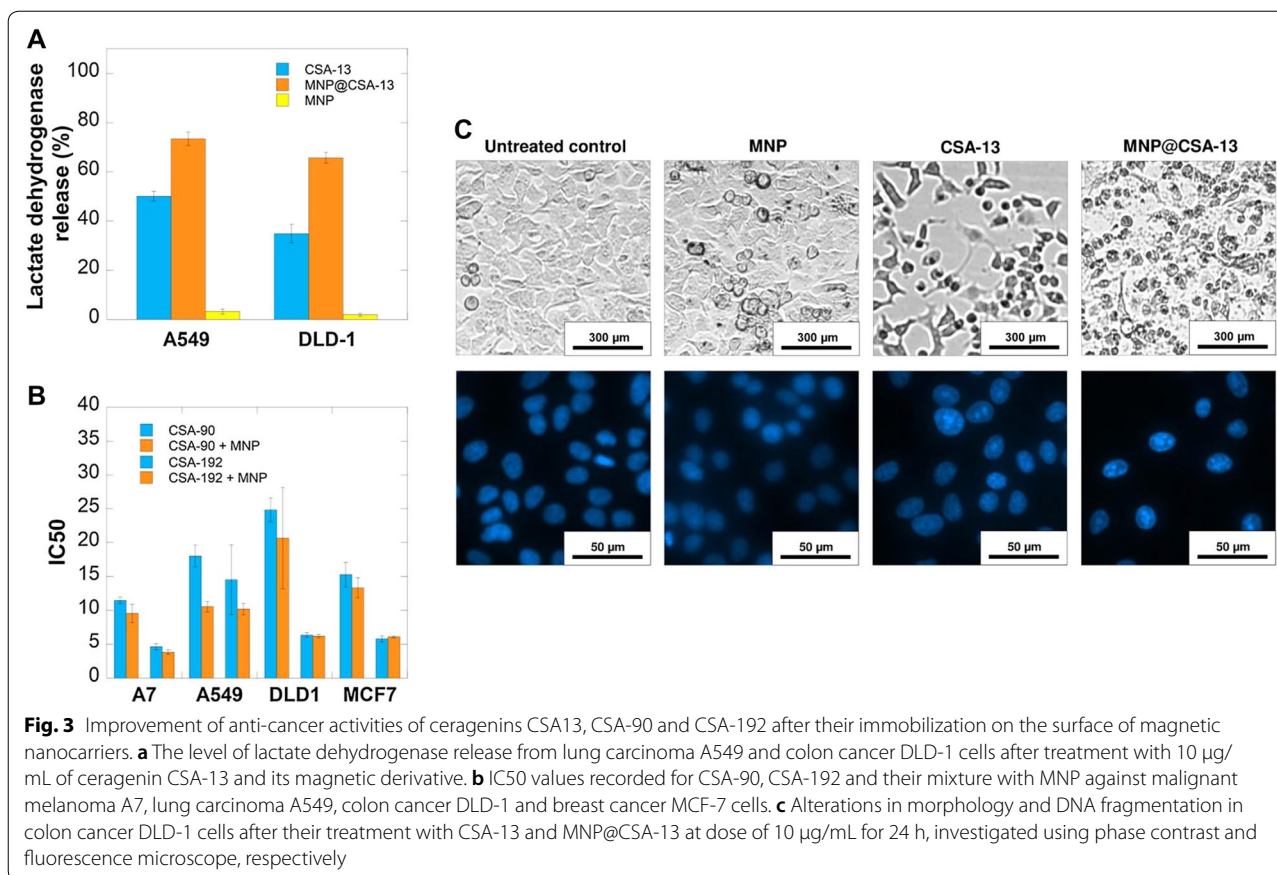 A
Lactate dehydrogenase
release (%)
100
80
60
40
20
0
CSA-13
MNP@CSA-13
MNP
A549
DLD-1
B
IC50
40
35
30
25
20
15
10
5
0
CSA-90
CSA-90 + MNP
CSA-192
CSA-192 + MNP
A7
A549
DLD1
MCF7
C
Untreated control
MNP
CSA-13
MNP@CSA-13
300 µm
300 µm
300 µm
300 µm
50 µm
50 µm
50 µm
50 µm
Fig. 3 Improvement of anti-cancer activities of ceragenins CSA13, CSA-90 and CSA-192 after their immobilization on the surface of magnetic
nanocarriers. a The level of lactate dehydrogenase release from lung carcinoma A549 and colon cancer DLD-1 cells after treatment with 10 µg/
mL of ceragenin CSA-13 and its magnetic derivative. b IC50 values recorded for CSA-90, CSA-192 and their mixture with MNP against malignant
melanoma A7, lung carcinoma A549, colon cancer DLD-1 and breast cancer MCF-7 cells. c Alterations in morphology and DNA fragmentation in
colon cancer DLD-1 cells after their treatment with CSA-13 and MNP@CSA-13 at dose of 10 µg/mL for 24 h, investigated using phase contrast and
fluorescence microscope, respectively